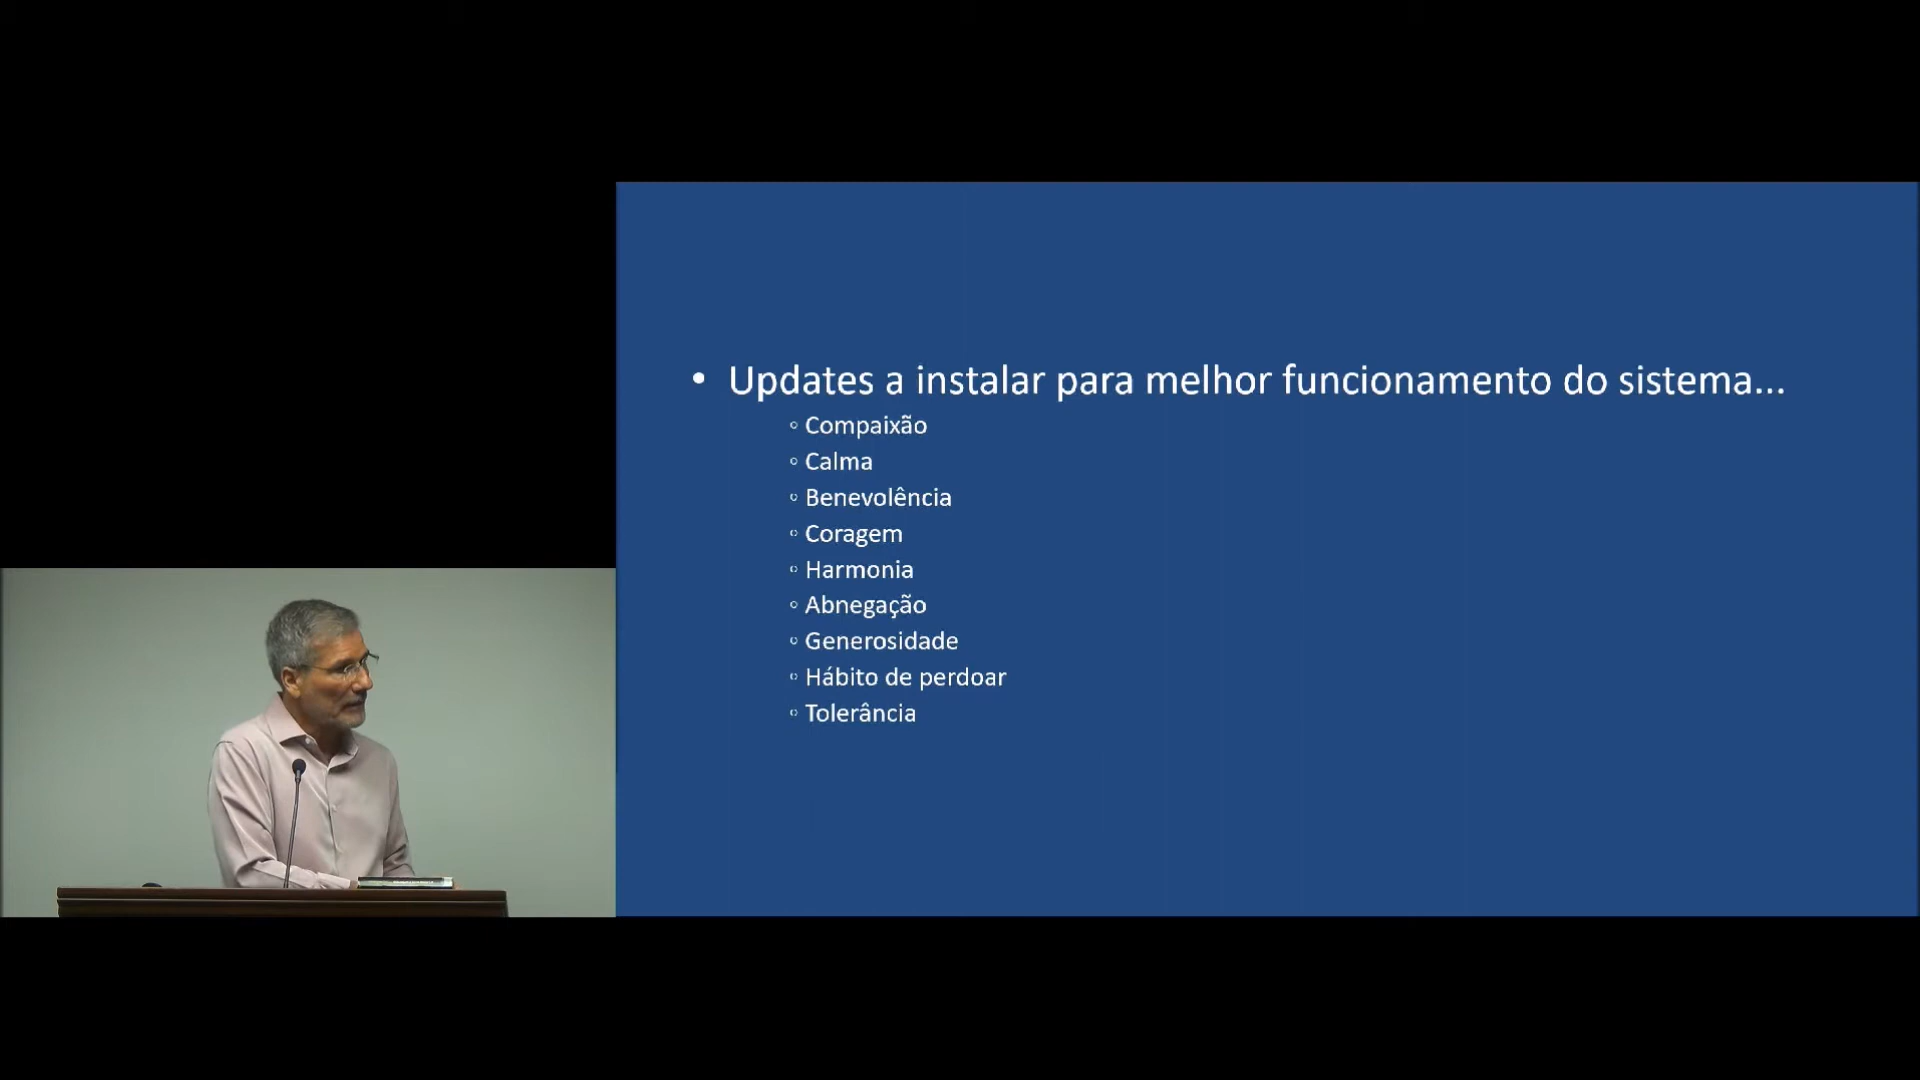 • Updates a instalar para melhor funcionamento do sistema...
◦ Compaixão
◦ Calma
◦ Benevolência
◦ Coragem
◦ Harmonia
◦ Abnegação
◦ Generosidade
◦ Hábito de perdoar
◦ Tolerância